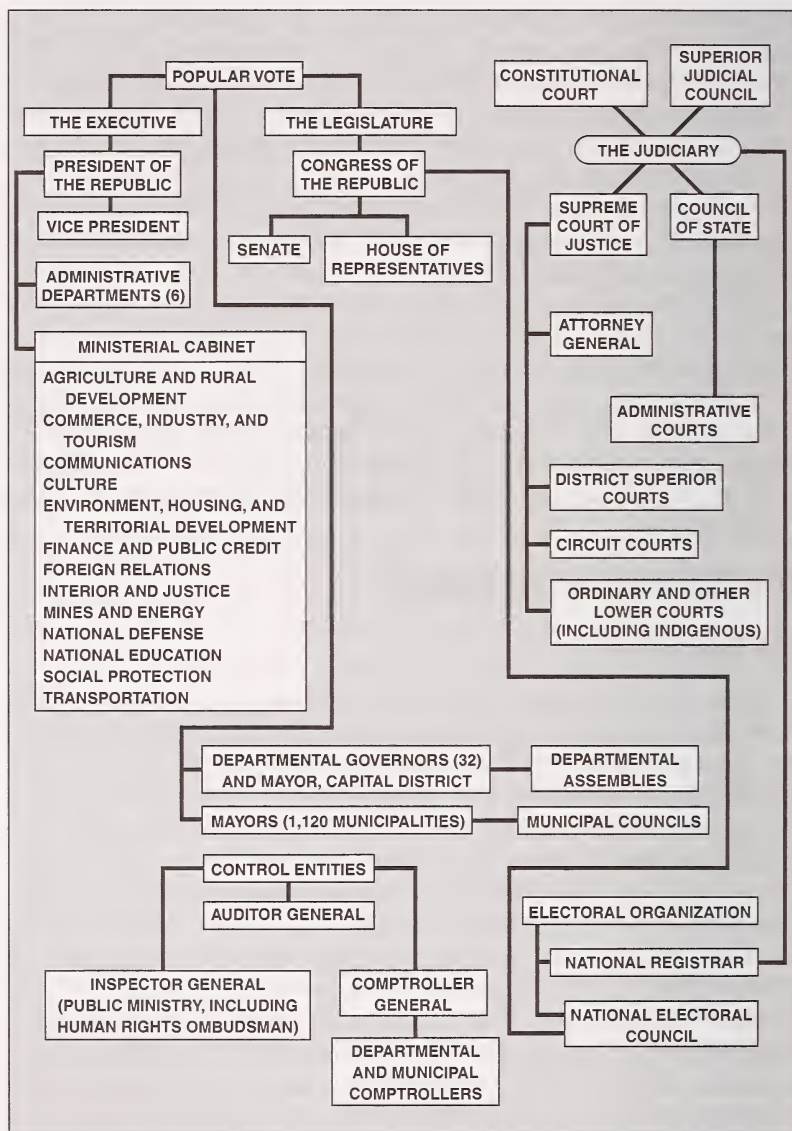 POPULAR VOTE
THE EXECUTIVE
THE LEGISLATURE
PRESIDENT OF
THE REPUBLIC
CONGRESS OF
THE REPUBLIC
VICE PRESIDENT
SENATE
HOUSE OF
REPRESENTATIVES
ADMINISTRATIVE
DEPARTMENTS (6)
MINISTERIAL CABINET
AGRICULTURE AND RURAL
DEVELOPMENT
COMMERCE, INDUSTRY, AND
TOURISM
COMMUNICATIONS
CULTURE
ENVIRONMENT, HOUSING, AND
TERRITORIAL DEVELOPMENT
FINANCE AND PUBLIC CREDIT
FOREIGN RELATIONS
INTERIOR AND JUSTICE
MINES AND ENERGY
NATIONAL DEFENSE
NATIONAL EDUCATION
SOCIAL PROTECTION
TRANSPORTATION
CONSTITUTIONAL
COURT
SUPERIOR
JUDICIAL
COUNCIL
THE JUDICIARY
SUPREME
COURT OF
JUSTICE
COUNCIL
OF STATE
ATTORNEY
GENERAL
ADMINISTRATIVE
COURTS
DISTRICT SUPERIOR
COURTS
CIRCUIT COURTS
ORDINARY AND OTHER
LOWER COURTS
(INCLUDING INDIGENOUS)
DEPARTMENTAL GOVERNORS (32)
AND MAYOR, CAPITAL DISTRICT
DEPARTMENTAL
ASSEMBLIES
MAYORS (1,120 MUNICIPALITIES)
MUNICIPAL COUNCILS
CONTROL ENTITIES
AUDITOR GENERAL
INSPECTOR GENERAL
(PUBLIC MINISTRY, INCLUDING
HUMAN RIGHTS OMBUDSMAN)
COMPTROLLER
GENERAL
DEPARTMENTAL
AND MUNICIPAL
COMPTROLLERS
ELECTORAL ORGANIZATION
NATIONAL REGISTRAR
NATIONAL ELECTORAL
COUNCIL